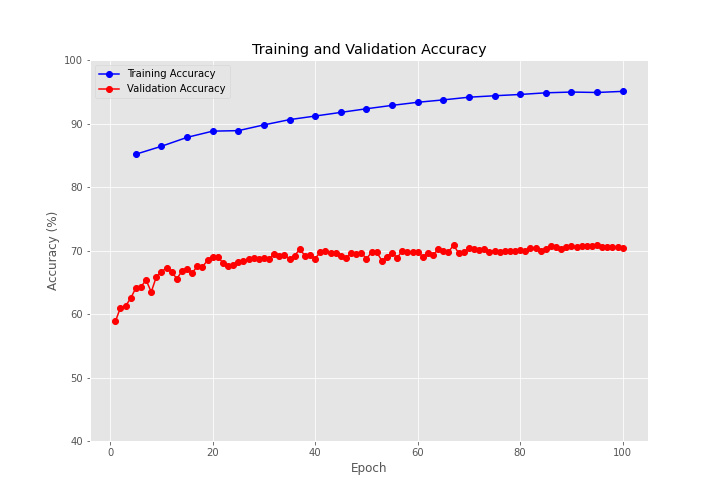 Training and Validation Accuracy
Training Accuracy
Validation Accuracy
100
90
80
70
60
50
40
Accuracy (%)
0 20 40 60 80 100
Epoch